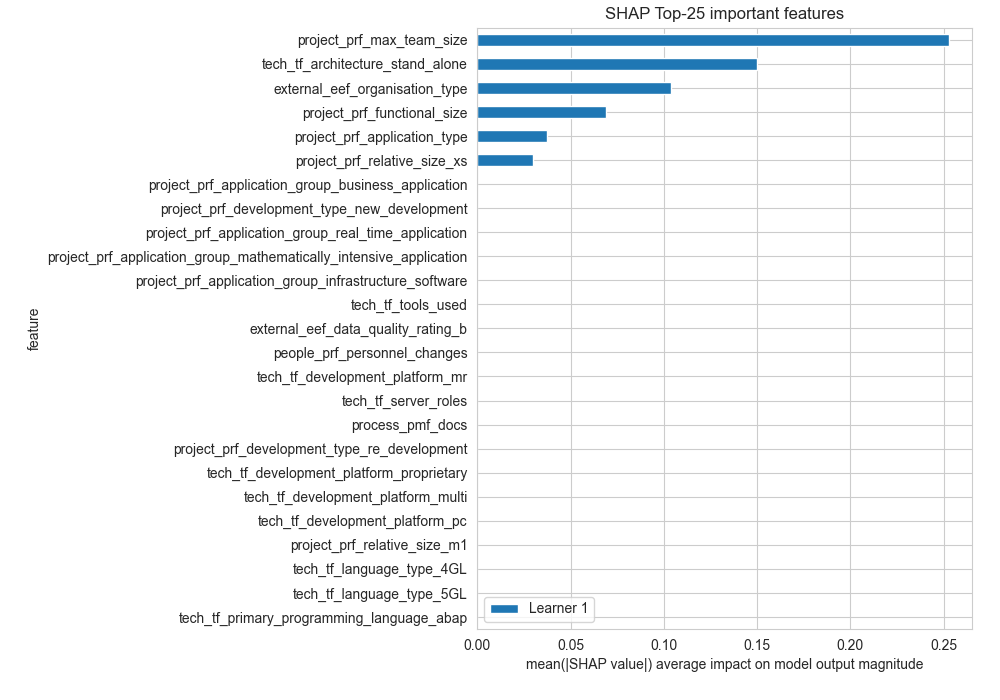 SHAP Top-25 important features
project_prf_max_team_size
tech_tf_architecture_stand_alone
external_eef_organisation_type
project_prf_functional_size
project_prf_application_type
project_prf_relative_size_xs
project_prf_application_group_business_application
project_prf_development_type_new_development
project_prf_application_group_real_time_application
project_prf_application_group_mathematically_intensive_application
project_prf_application_group_infrastructure_software
tech_tf_tools_used
external_eef_data_quality_rating_b
people_prf_personnel_changes
tech_tf_development_platform_mr
tech_tf_server_roles
process_pmf_docs
project_prf_development_type_re_development
tech_tf_development_platform_proprietary
tech_tf_development_platform_multi
tech_tf_development_platform_pc
project_prf_relative_size_m1
tech_tf_language_type_4GL
tech_tf_language_type_5GL
tech_tf_primary_programming_language_abap
feature
Learner 1
0.00 0.05 0.10 0.15 0.20 0.25
mean(|SHAP value|) average impact on model output magnitude